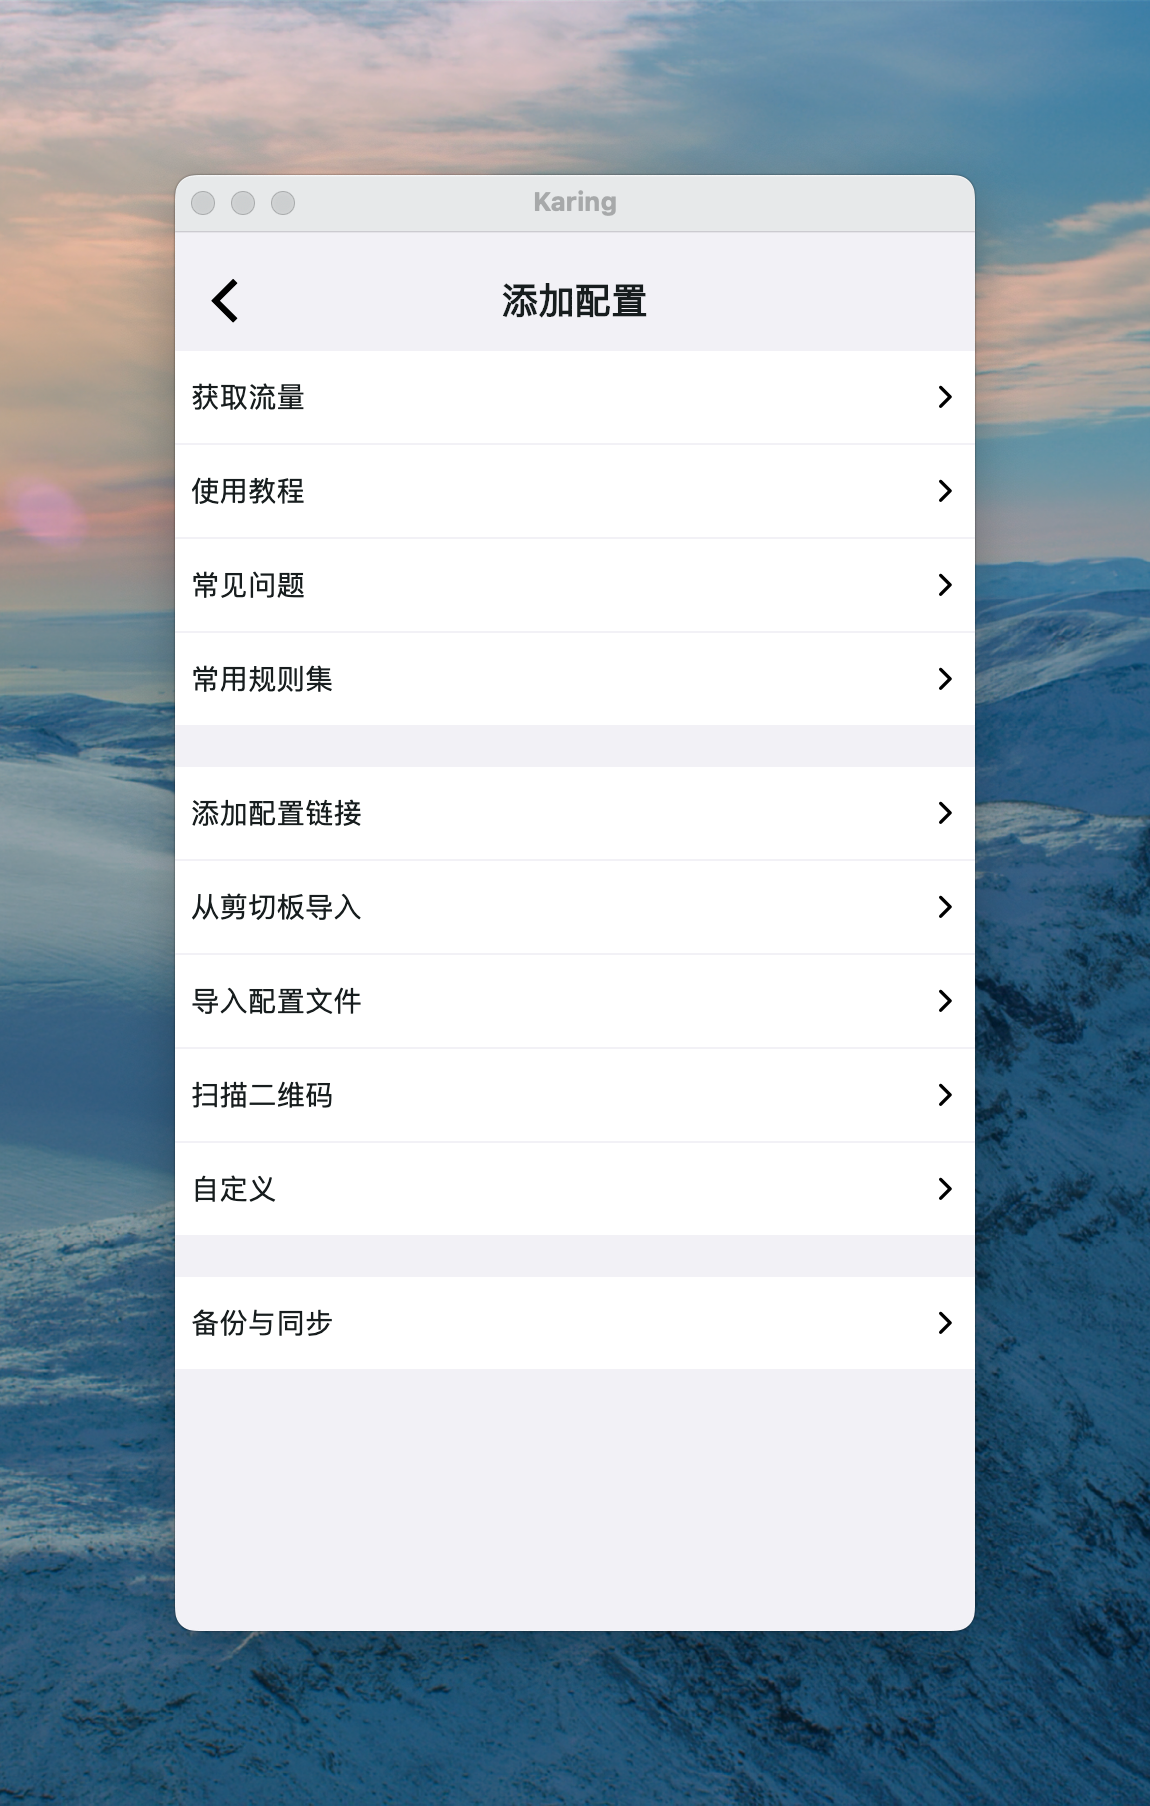 Karing
添加配置
获取流量
使用教程
常见问题
常用规则集
添加配置链接
从剪切板导入
导入配置文件
扫描二维码
自定义
备份与同步